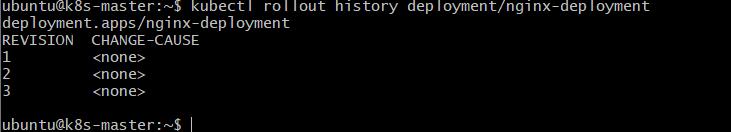 ubuntu@k8s-master:~$ kubectl rollout history deployment/nginx-deployment
deployment.apps/nginx-deployment
REVISION  CHANGE-CAUSE
1         <none>
2         <none>
3         <none>
ubuntu@k8s-master:~$